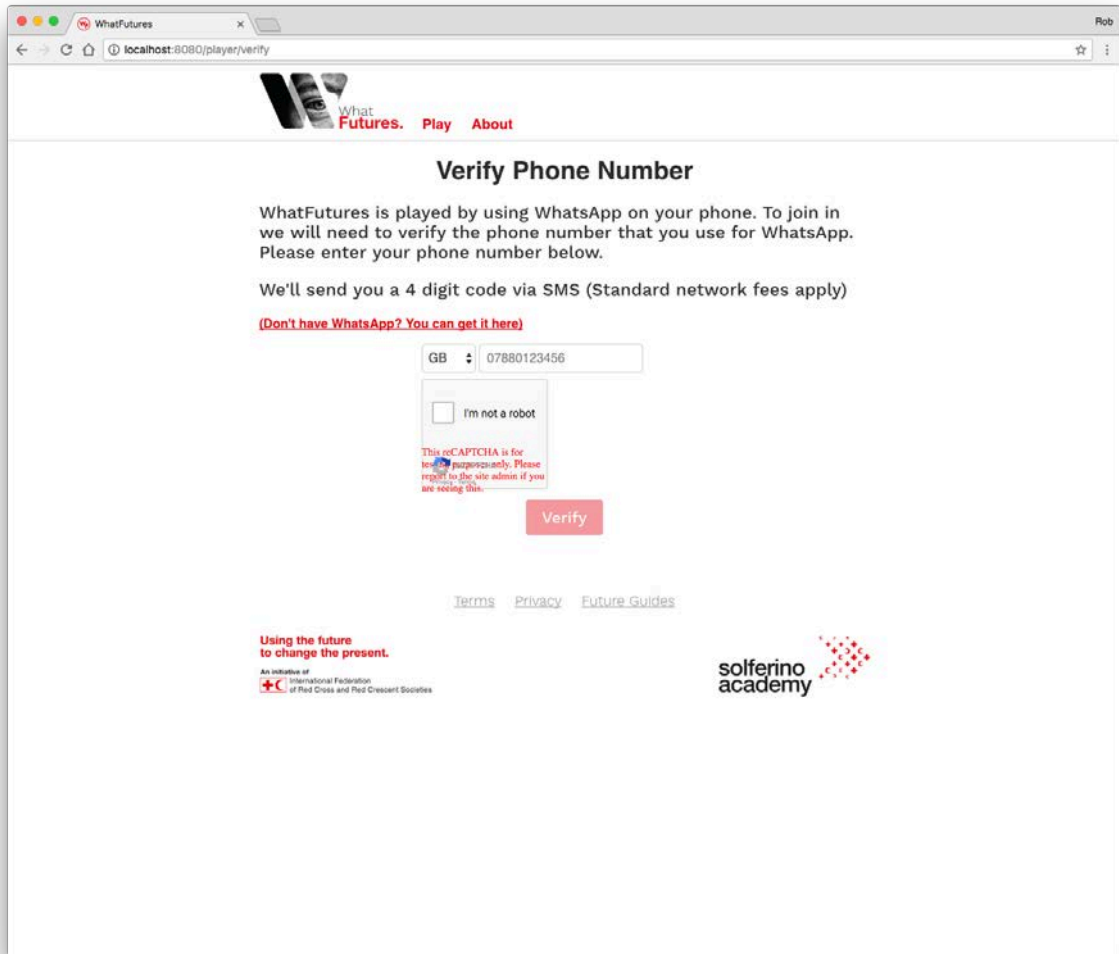 WhatFutures
Rob
localhost:8080/player/verify
What
Futures.
Play About
Verify Phone Number
WhatFutures is played by using WhatsApp on your phone. To join in
we will need to verify the phone number that you use for WhatsApp.
Please enter your phone number below.
We'll send you a 4 digit code via SMS (Standard network fees apply)
(Don't have WhatsApp? You can get it here)
GB 07880123456
I'm not a robot
This reCAPTCHA is for
testing purposes only. Please
report to the site admin if you
are seeing this.
Verify
Terms Privacy Future Guides
Using the future
to change the present.
An initiative of
International Federation
of Red Cross and Red Crescent Societies
solferino
academy